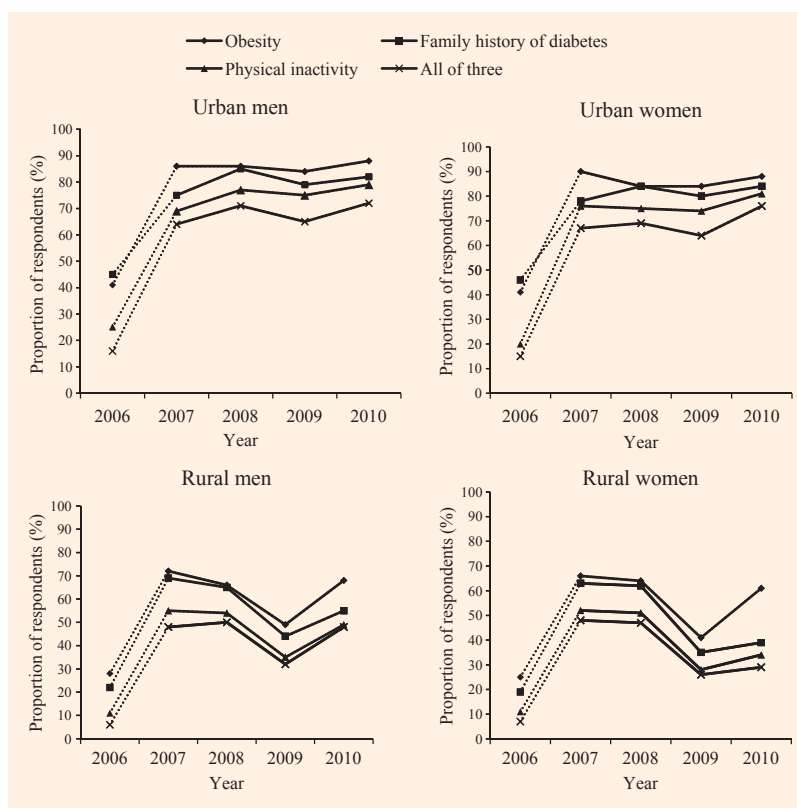 Obesity
Family history of diabetes
Physical inactivity
All of three
Urban men
Proportion of respondents (%)
100
90
80
70
60
50
40
30
20
10
0
2006 2007 2008 2009 2010
Year
Urban women
Proportion of respondents (%)
100
90
80
70
60
50
40
30
20
10
0
2006 2007 2008 2009 2010
Year
Rural men
Proportion of respondents (%)
100
90
80
70
60
50
40
30
20
10
0
2006 2007 2008 2009 2010
Year
Rural women
Proportion of respondents (%)
100
90
80
70
60
50
40
30
20
10
0
2006 2007 2008 2009 2010
Year